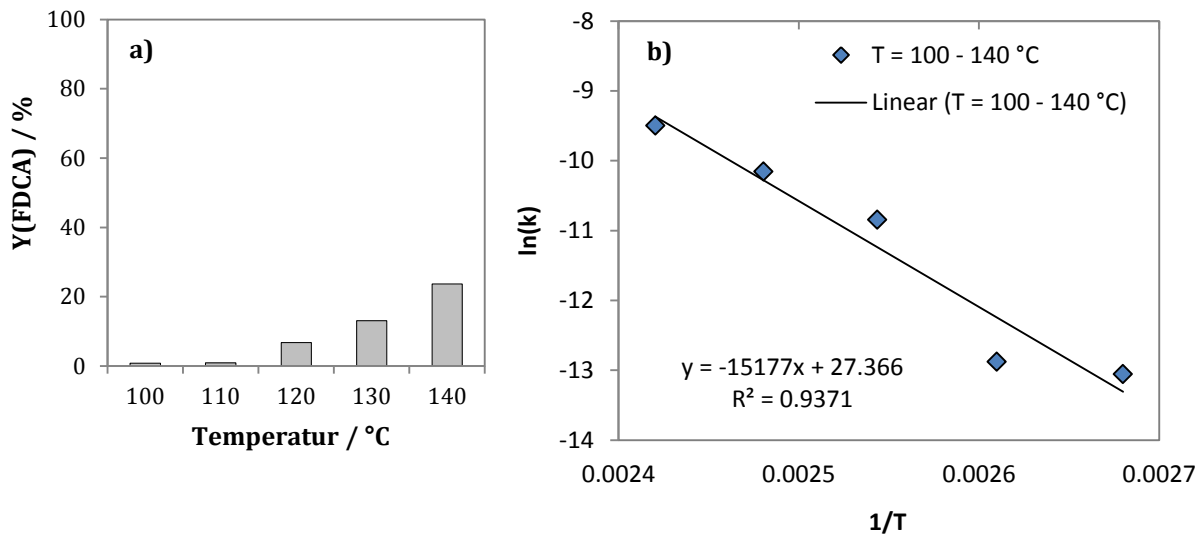 a)
Y(FDCA) / %
100
80
60
40
20
0
100 110 120 130 140
Temperatur / °C
b)
T = 100 - 140 °C
Linear (T = 100 - 140 °C)
ln(k)
-8
-9
-10
-11
-12
-13
-14
y = -15177x + 27.366
R² = 0.9371
0.0024 0.0025 0.0026 0.0027
1/T